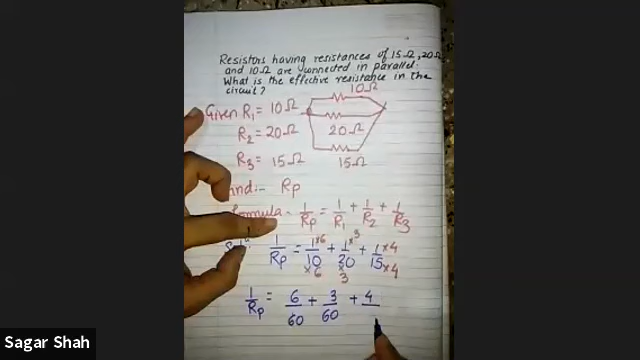 Resistors having resistances of 15Ω, 20Ω
and 10Ω are connected in parallel.
What is the effective resistance in the
circuit?
10Ω
Given R₁ = 10Ω
R₂ = 20Ω
20Ω
R₃ = 15Ω
15Ω
Rp
1/Rp = 1/R₁ + 1/R₂ + 1/R₃
1/Rp = 1×6/10×6 + 1×3/20×3 + 1×4/15×4
1/Rp = 6/60 + 3/60 + 4/
Sagar Shah